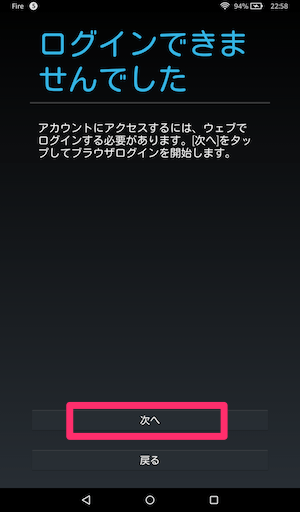 Fire S 94% 22:58
ログインできま
せんでした
アカウントにアクセスするには、ウェブで
ログインする必要があります。[次へ]をタッ
プしてブラウザログインを開始します。
次へ
戻る